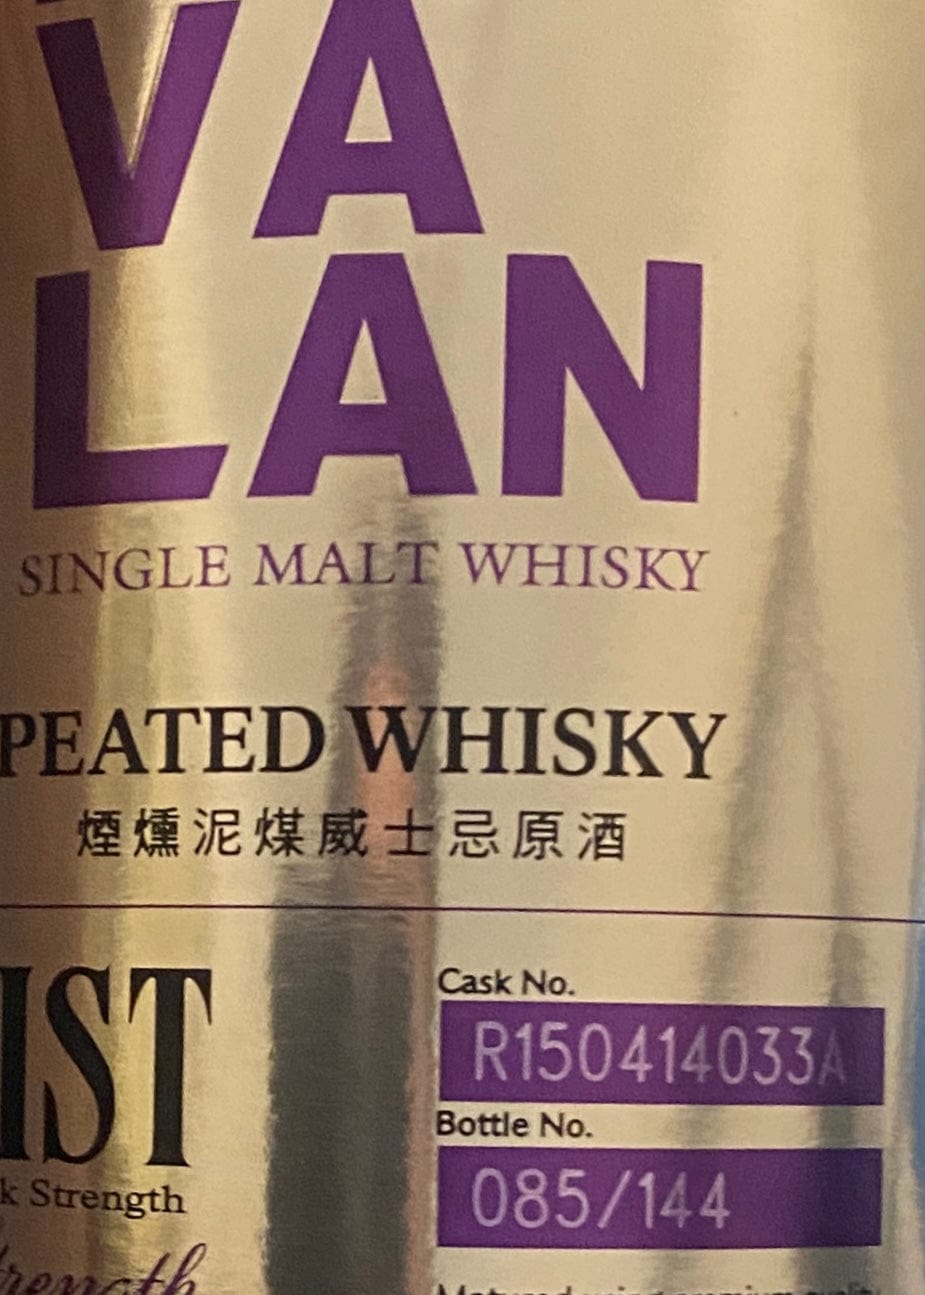 VA
LAN
SINGLE MALT WHISKY
PEATED WHISKY
煙燻泥煤威士忌原酒
IST
k Strength
trength
Cask No.
R150414033A
Bottle No.
085/144